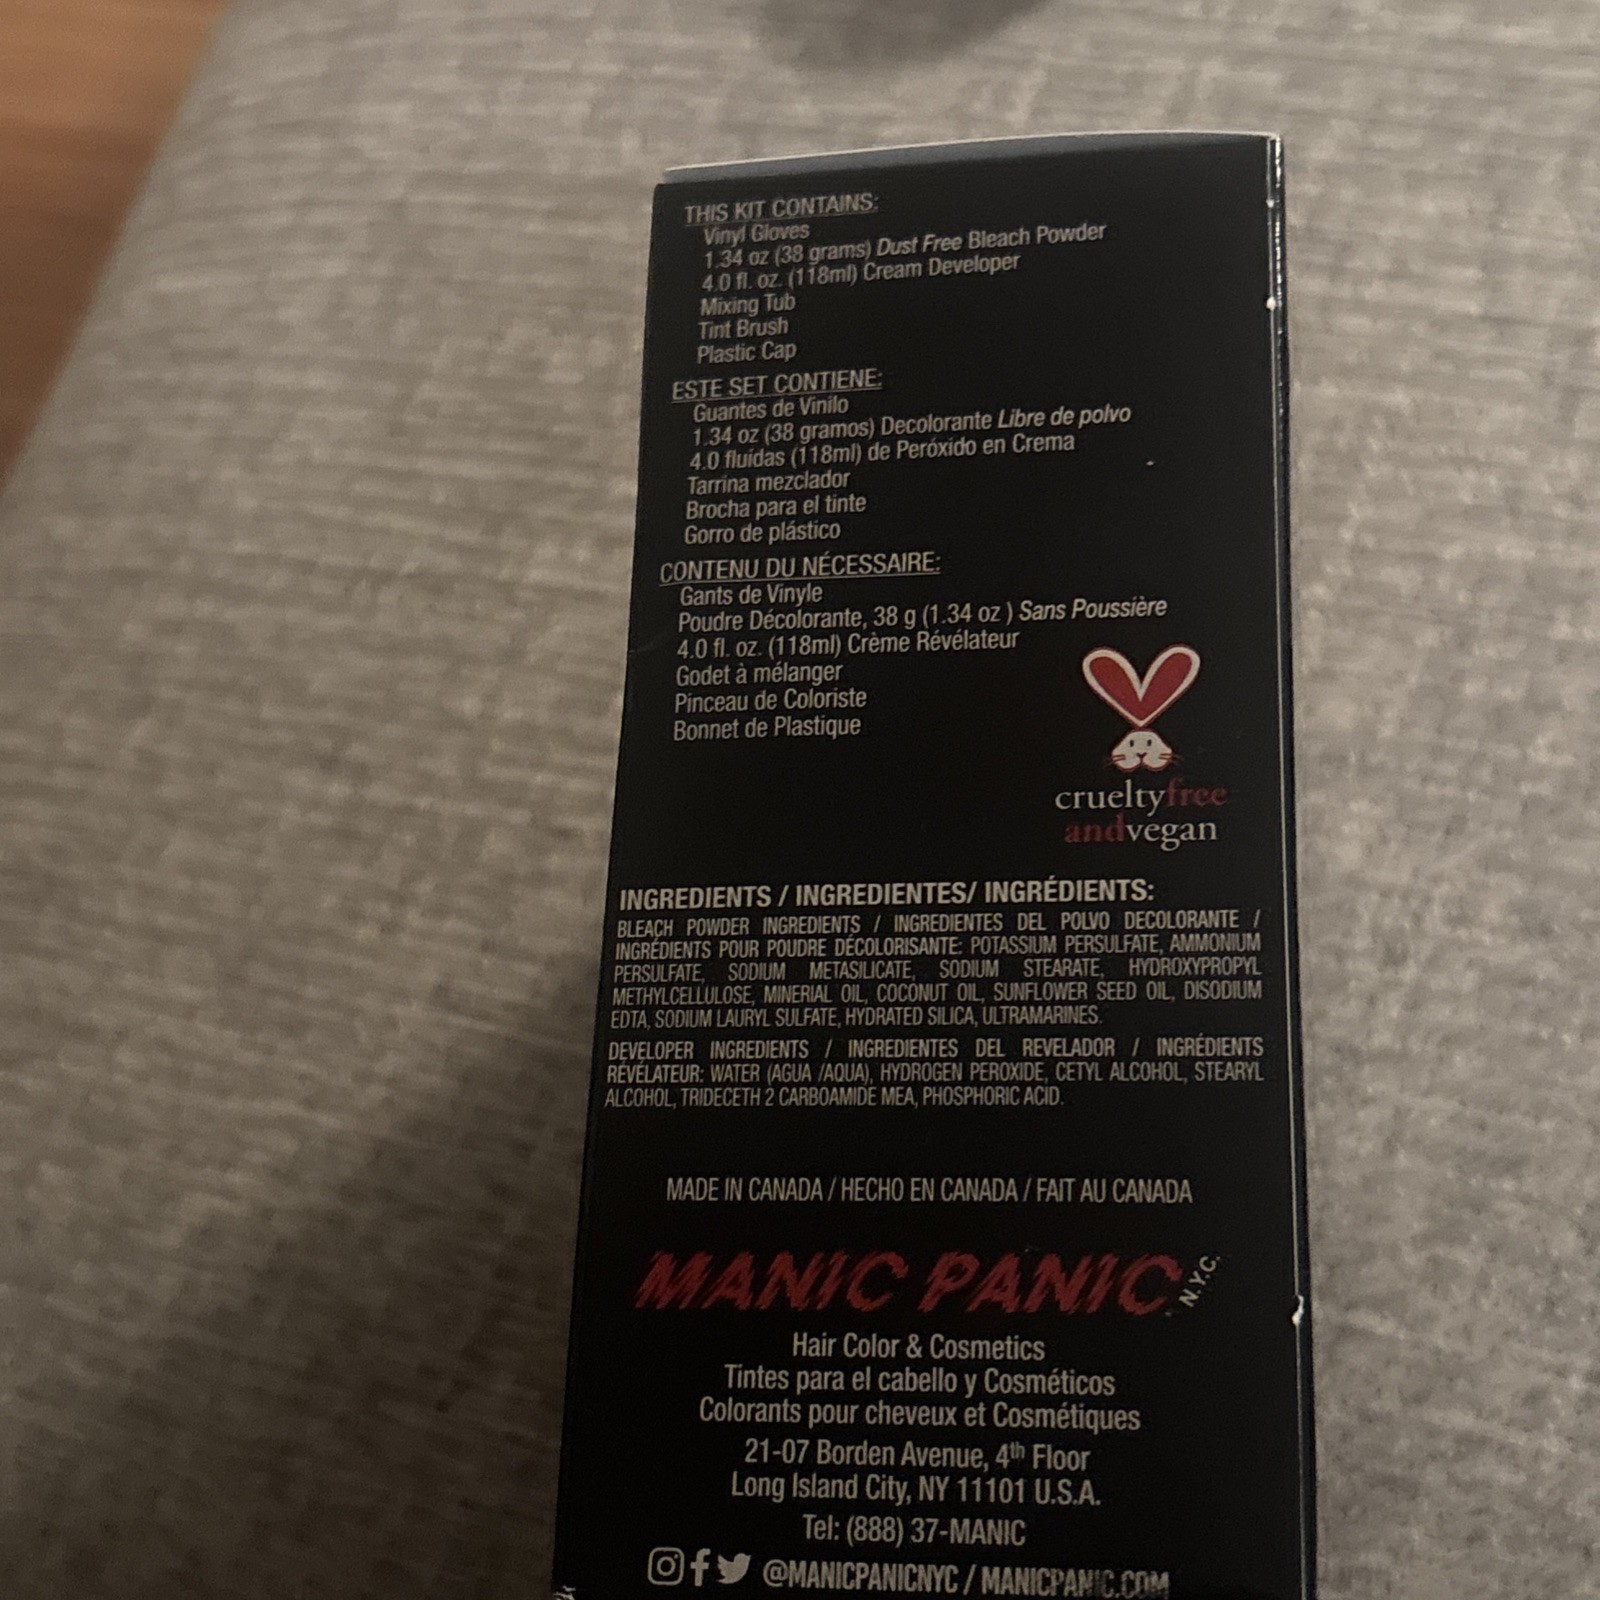 THIS KIT CONTAINS:
Vinyl Gloves
1.34 oz (38 grams) Dust Free Bleach Powder
4.0 fl. oz. (118ml) Cream Developer
Mixing Tub
Tint Brush
Plastic Cap
ESTE SET CONTIENE:
Guantes de Vinilo
1.34 oz (38 gramos) Decolorante Libre de polvo
4.0 fluídas (118ml) de Peróxido en Crema
Tarrina mezclador
Brocha para el tinte
Gorro de plástico
CONTENU DU NÉCESSAIRE:
Gants de Vinyle
Poudre Décolorante, 38 g (1.34 oz ) Sans Poussière
4.0 fl. oz. (118ml) Crème Révélateur
Godet à mélanger
Pinceau de Coloriste
Bonnet de Plastique
crueltyfree
andvegan
INGREDIENTS / INGREDIENTES/ INGRÉDIENTS:
BLEACH POWDER INGREDIENTS / INGREDIENTES DEL POLVO DECOLORANTE /
INGRÉDIENTS POUR POUDRE DÉCOLORISANTE: POTASSIUM PERSULFATE, AMMONIUM
PERSULFATE, SODIUM METASILICATE, SODIUM STEARATE, HYDROXYPROPYL
METHYLCELLULOSE, MINERIAL OIL, COCONUT OIL, SUNFLOWER SEED OIL, DISODIUM
EDTA, SODIUM LAURYL SULFATE, HYDRATED SILICA, ULTRAMARINES.
DEVELOPER INGREDIENTS / INGREDIENTES DEL REVELADOR / INGRÉDIENTS
RÉVÉLATEUR: WATER (AGUA /AQUA), HYDROGEN PEROXIDE, CETYL ALCOHOL, STEARYL
ALCOHOL, TRIDECETH 2 CARBOAMIDE MEA, PHOSPHORIC ACID.
MADE IN CANADA / HECHO EN CANADA / FAIT AU CANADA
MANIC PANIC N.Y.C.
Hair Color & Cosmetics
Tintes para el cabello y Cosméticos
Colorants pour cheveux et Cosmétiques
21-07 Borden Avenue, 4th Floor
Long Island City, NY 11101 U.S.A.
Tel: (888) 37-MANIC
@MANICPANICNYC / MANICPANIC.COM